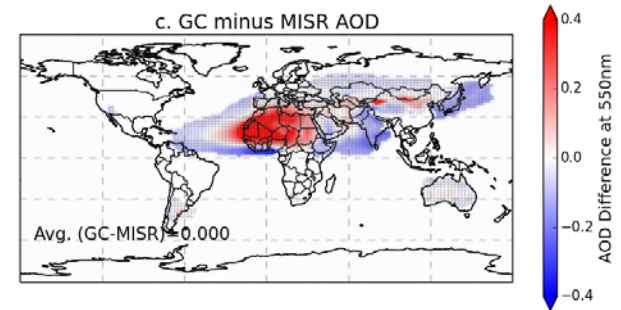 c. GC minus MISR AOD
Avg. (GC-MISR)=0.000
0.4
0.2
0.0
−0.2
−0.4
AOD Difference at 550nm